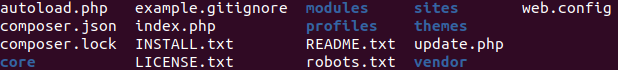 autoload.php example.gitignore modules sites web.config
composer.json index.php profiles themes
composer.lock INSTALL.txt README.txt update.php
core LICENSE.txt robots.txt vendor